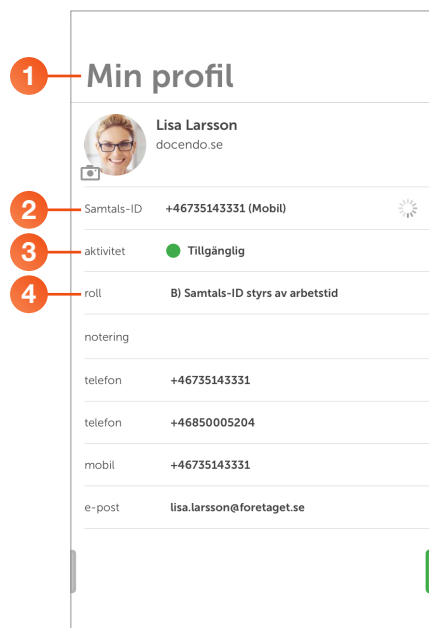 1 Min profil
Lisa Larsson
docendo.se
2 Samtals-ID +46735143331 (Mobil)
3 aktivitet Tillgänglig
4 roll B) Samtals-ID styrs av arbetstid
notering
telefon +46735143331
telefon +46850005204
mobil +46735143331
e-post lisa.larsson@foretaget.se